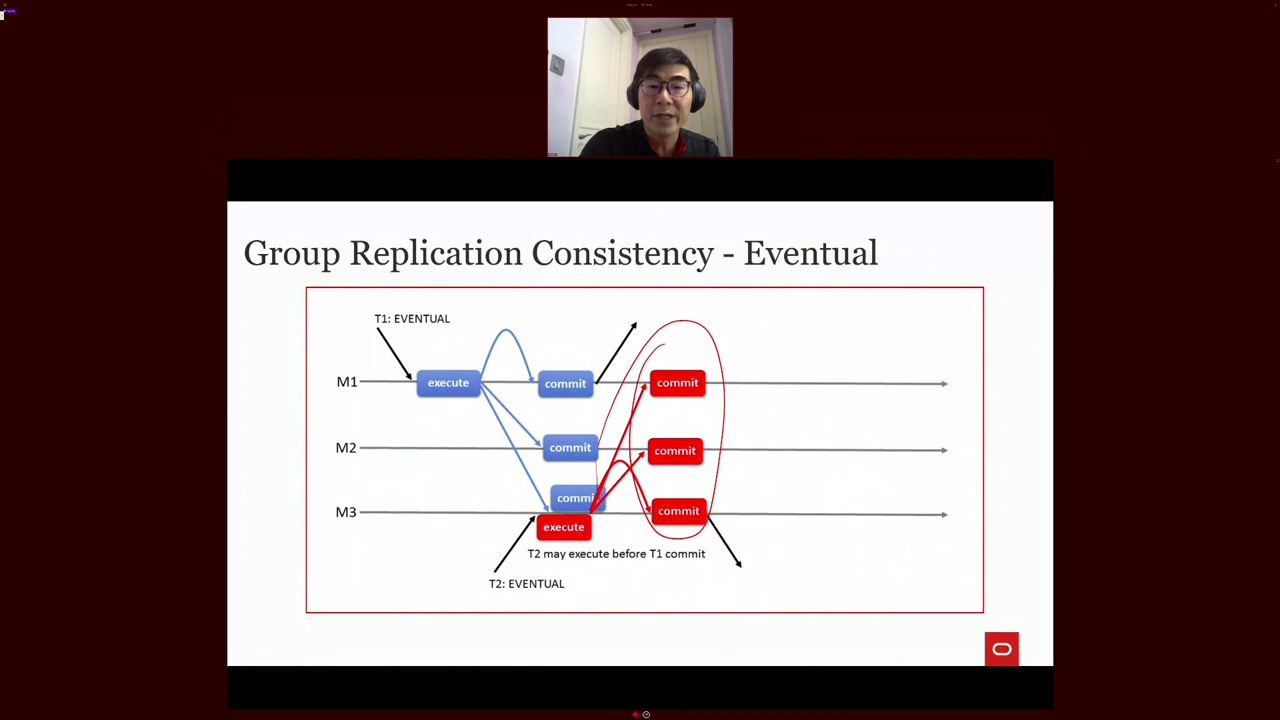 Group Replication Consistency - Eventual
T1: EVENTUAL
M1
execute
commit
commit
M2
commit
commit
commit
M3
commit
execute
T2 may execute before T1 commit
T2: EVENTUAL